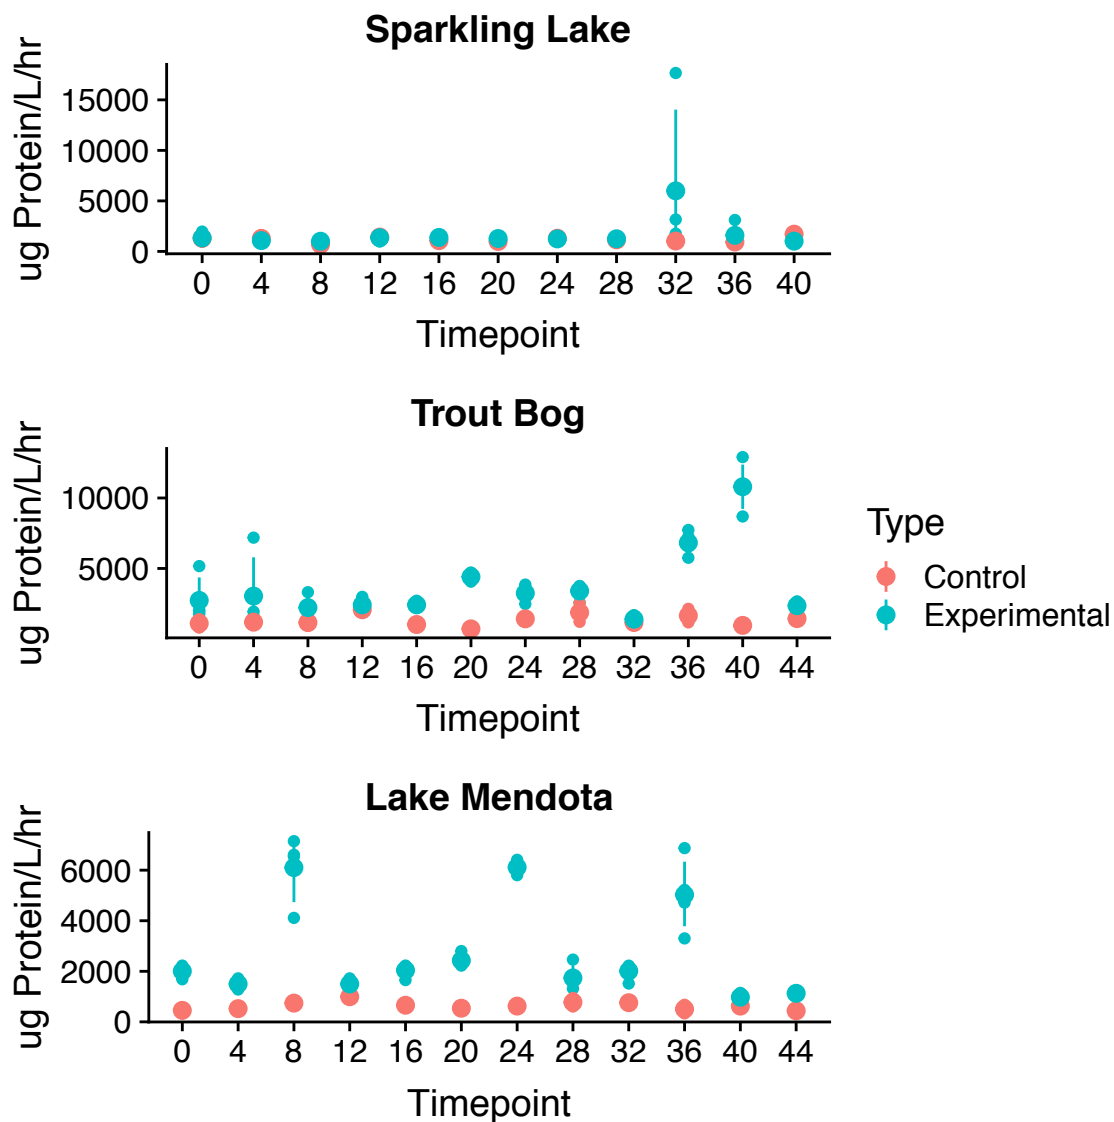 Sparkling Lake
ug Protein/L/hr
15000
10000
5000
0
0 4 8 12 16 20 24 28 32 36 40
Timepoint
Trout Bog
ug Protein/L/hr
10000
5000
0 4 8 12 16 20 24 28 32 36 40 44
Timepoint
Type
Control
Experimental
Lake Mendota
ug Protein/L/hr
6000
4000
2000
0
0 4 8 12 16 20 24 28 32 36 40 44
Timepoint